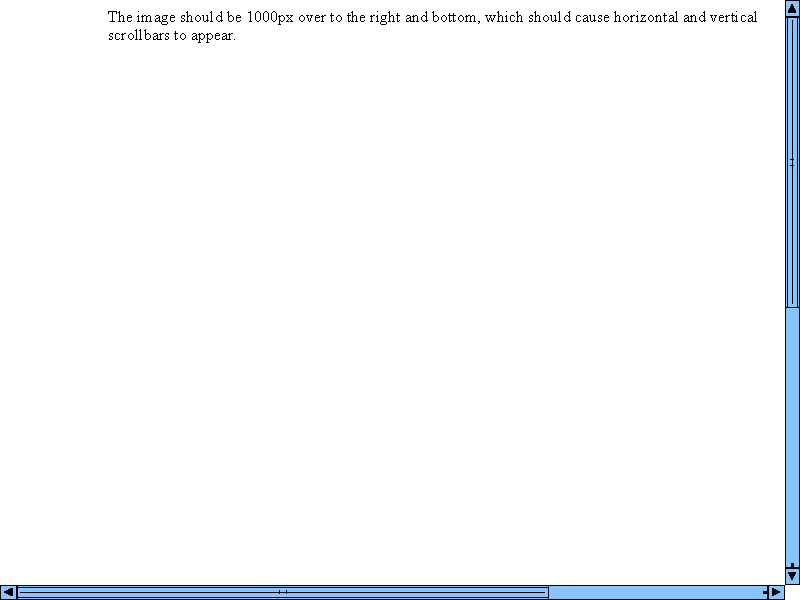 The image should be 1000px over to the right and bottom, which should cause horizontal and vertical
scrollbars to appear.